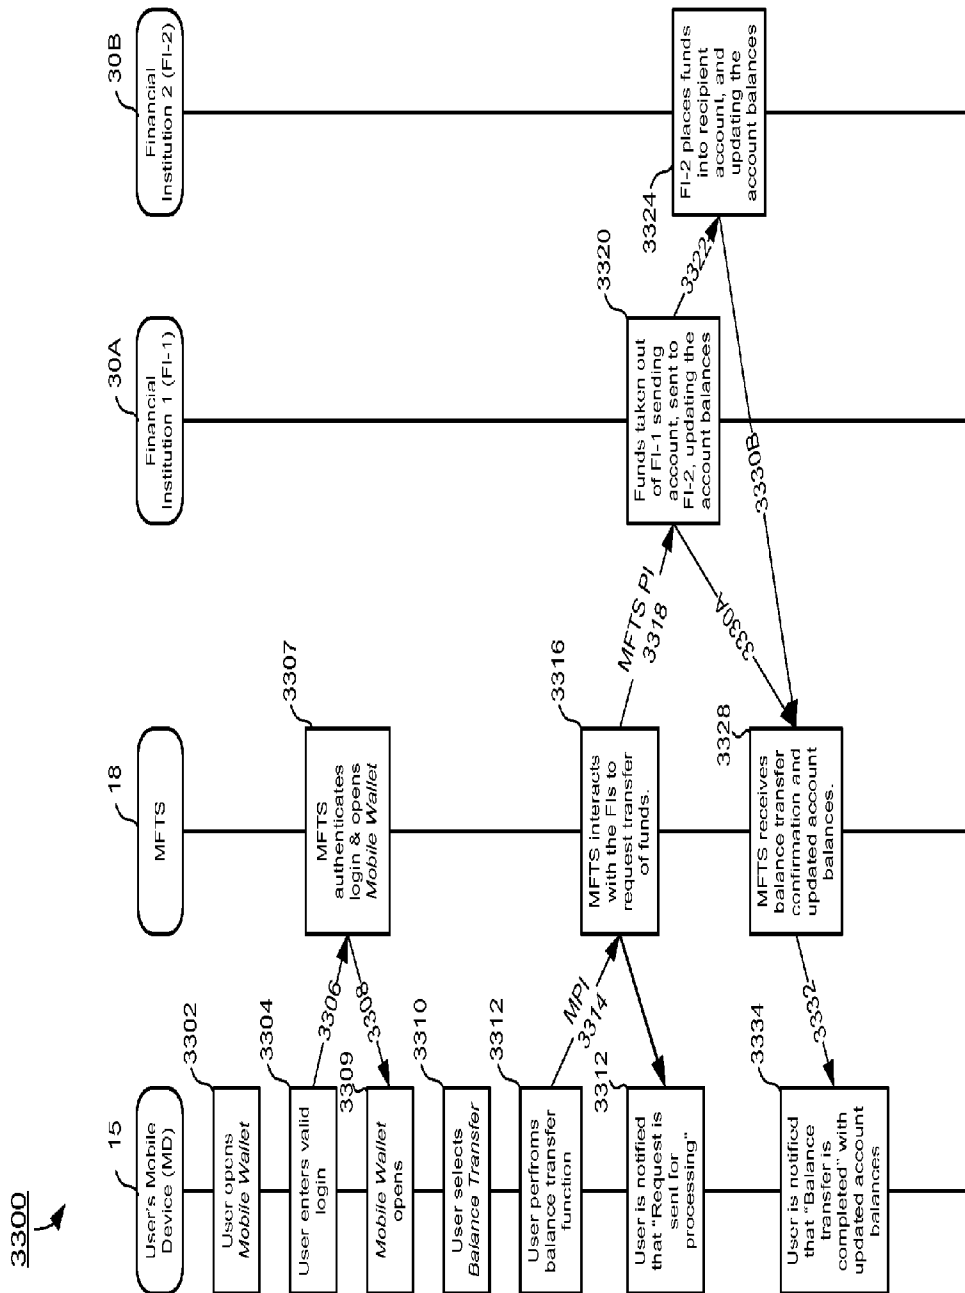 3300
15
User's Mobile
Device (MD)
18
MFTS
30A
Financial
Institution 1 (FI-1)
30B
Financial
Institution 2 (FI-2)
3302
User opens
Mobile Wallet
3304
User enters valid
login
3306
3307
MFTS
authenticates
login & opens
Mobile Wallet
3308
3309
Mobile Wallet
opens
3310
User selects
Balance Transfer
3312
User perfroms
balance transfer
function
MPI
3314
3316
MFTS interacts
with the FIs to
request transfer
of funds.
3312
User is notified
that "Request is
sent for
processing"
MFTS PI
3318
3320
Funds taken out
of FI-1 sending
account, sent to
FI-2, updating the
account balances
3322
3324
FI-2 places funds
into recipient
account, and
updating the
account balances
3330A
3330B
3328
MFTS receives
balance transfer
confirmation and
updated account
balances.
3332
3334
User is notified
that "Balance
transfer is
completed" with
updated account
balances